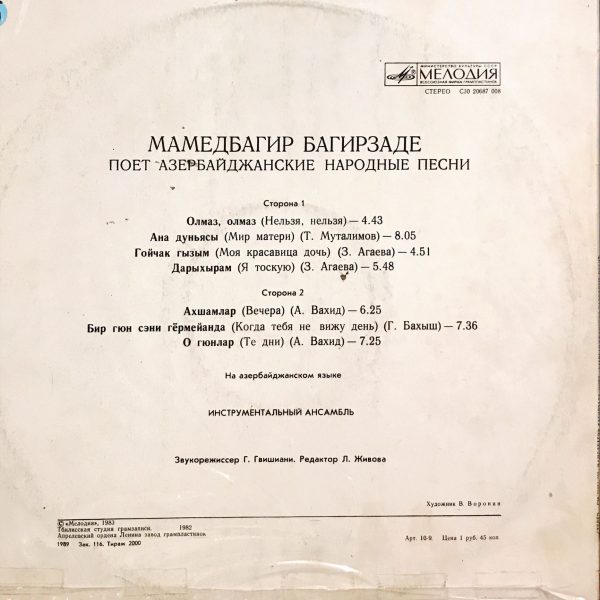 МИНИСТЕРСТВО КУЛЬТУРЫ СССР
МЕЛОДИЯ
ВСЕСОЮЗНАЯ ФИРМА ГРАМПЛАСТИНОК
СТЕРЕО С30 20687 008
МАМЕДБАГИР БАГИРЗАДЕ
ПОЕТ АЗЕРБАЙДЖАНСКИЕ НАРОДНЫЕ ПЕСНИ
Сторона 1
Олмаз, олмаз (Нельзя, нельзя) — 4.43
Ана дуньясы (Мир матери) (Т. Муталимов) — 8.05
Гойчак гызым (Моя красавица дочь) (З. Агаева) — 4.51
Дарыхырам (Я тоскую) (З. Агаева) — 5.48
Сторона 2
Ахшамлар (Вечера) (А. Вахид) — 6.25
Бир гюн сэни гёрмейанда (Когда тебя не вижу день) (Г. Бахыш) — 7.36
О гюнлар (Те дни) (А. Вахид) — 7.25
На азербайджанском языке
ИНСТРУМЕНТАЛЬНЫЙ АНСАМБЛЬ
Звукорежиссер Г. Гвишиани. Редактор Л. Живова
Художник В. Воронин
© «Мелодия», 1983
Тбилисская студия грамзаписи. 1982
Апрелевский ордена Ленина завод грампластинок
1989 Зак. 116. Тираж 2000
Арт. 10-9. Цена 1 руб. 45 коп